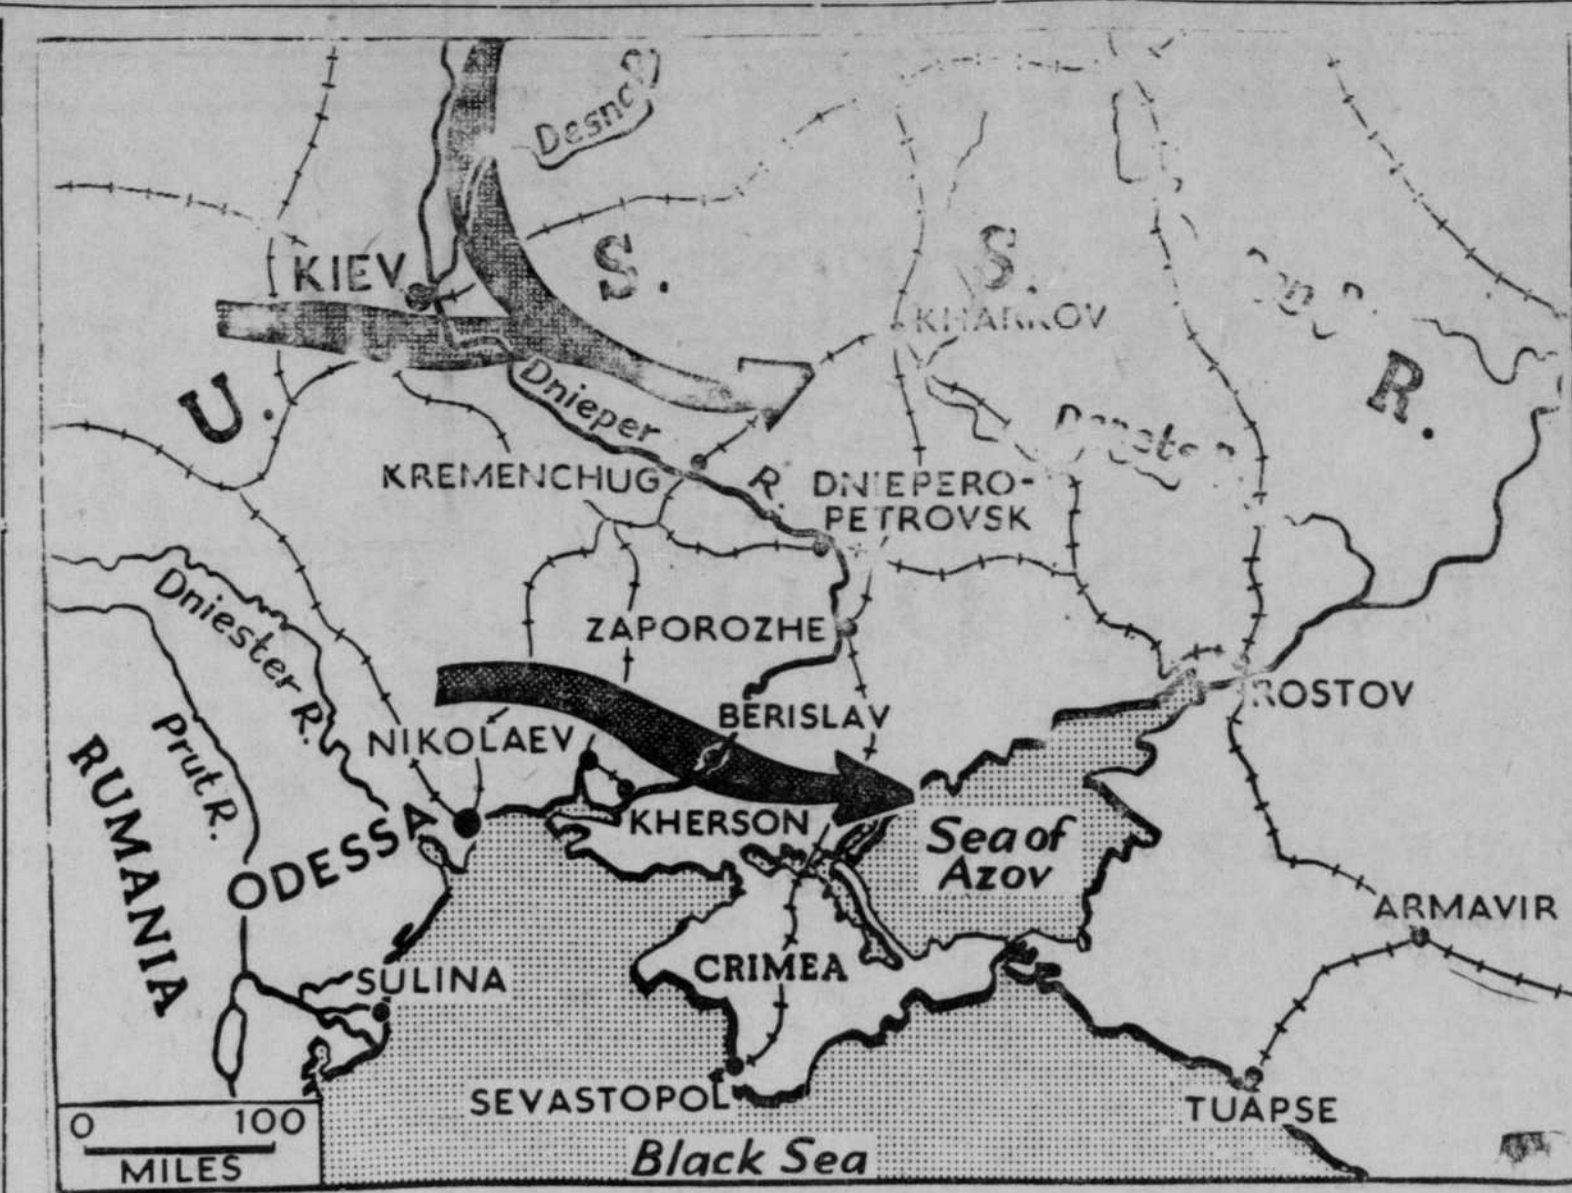 Desna
KIEV
U. S. S. R.
KHARKOV
Dnieper R.
KREMENCHUG
DNIEPERO-
PETROVSK
Dniester R.
ZAPOROZHE
Prut R.
NIKOLAEV
BERISLAV
ROSTOV
RUMANIA
ODESSA
KHERSON
Sea of
Azov
ARMAVIR
CRIMEA
SULINA
SEVASTOPOL
TUAPSE
0 100
MILES
Black Sea